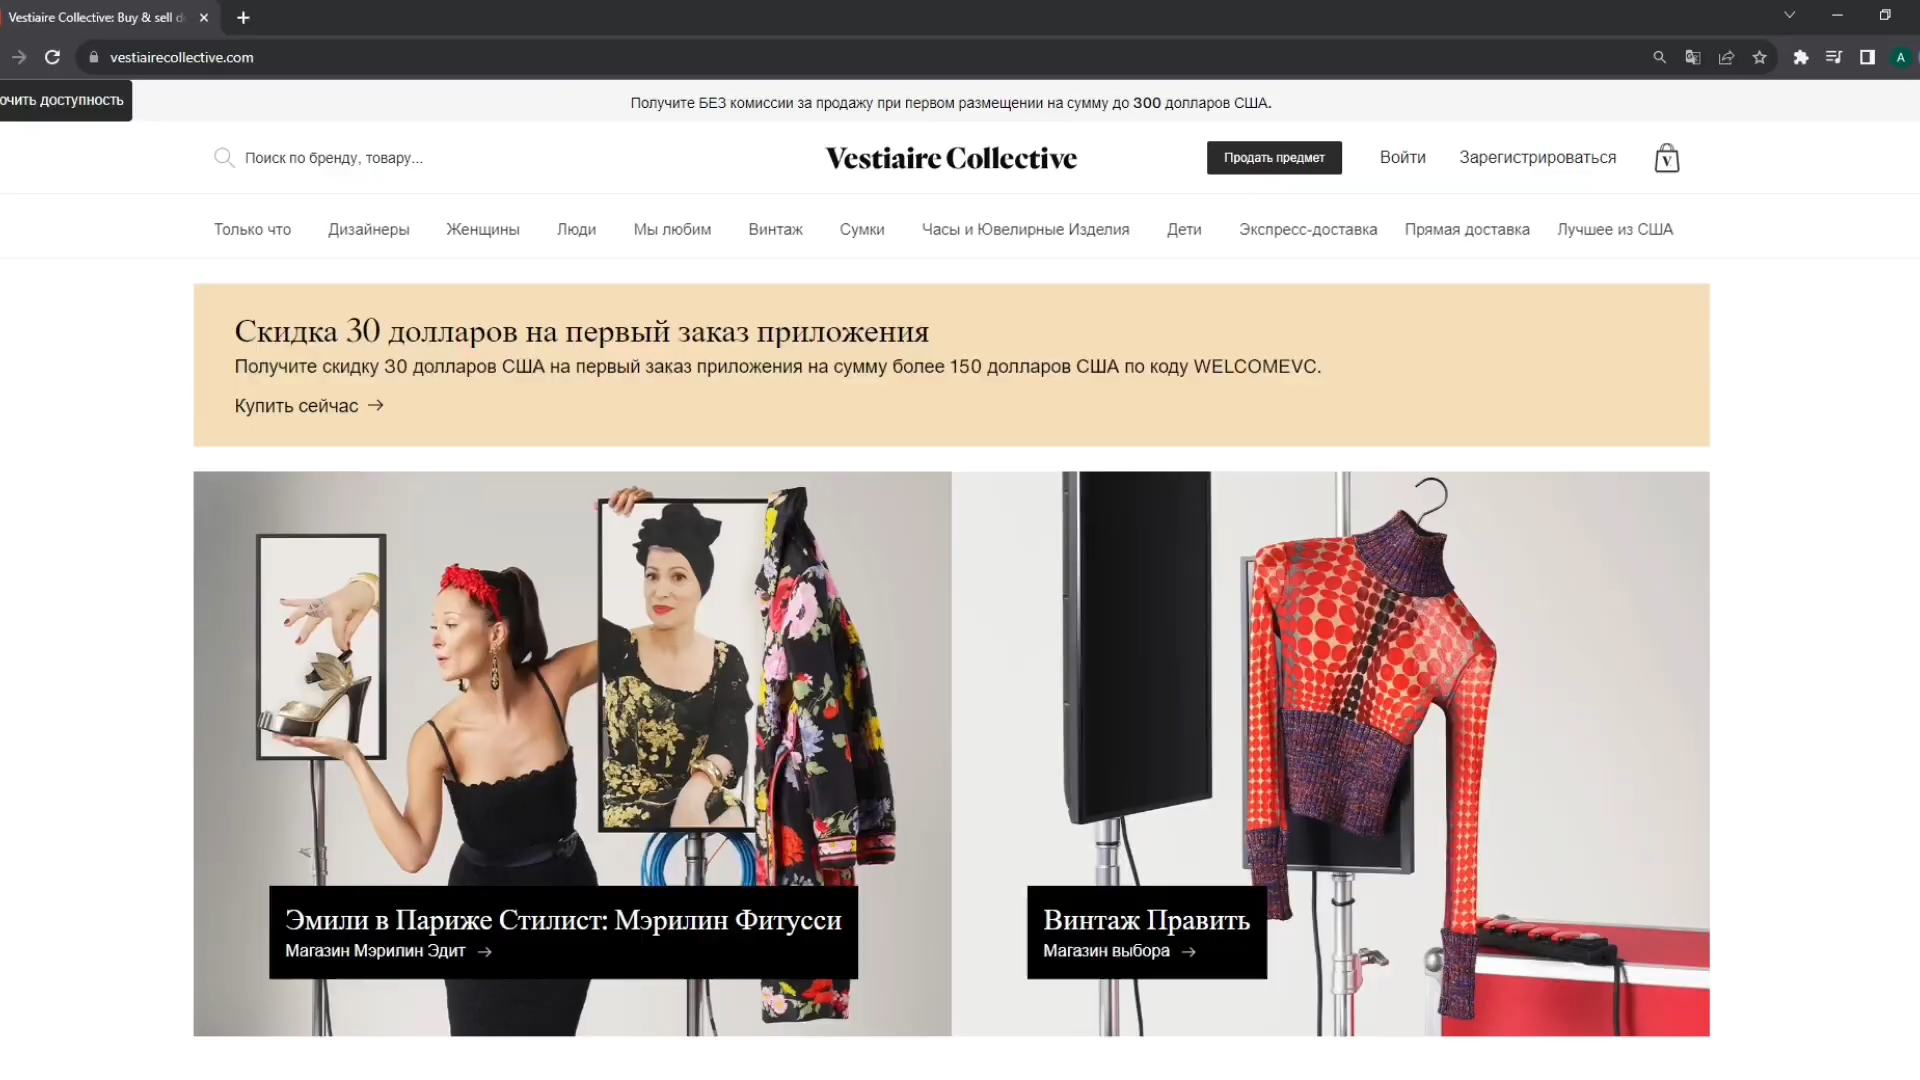 Vestiaire Collective: Buy & sell d
vestiairecollective.com
A
очить доступность
Получите БЕЗ комиссии за продажу при первом размещении на сумму до 300 долларов США.
Поиск по бренду, товару...
Vestiaire Collective
Продать предмет
Войти
Зарегистрироваться
V
Только что
Дизайнеры
Женщины
Люди
Мы любим
Винтаж
Сумки
Часы и Ювелирные Изделия
Дети
Экспресс-доставка
Прямая доставка
Лучшее из США
Скидка 30 долларов на первый заказ приложения
Получите скидку 30 долларов США на первый заказ приложения на сумму более 150 долларов США по коду WELCOMEVC.
Купить сейчас →
Эмили в Париже Стилист: Мэрилин Фитусси
Магазин Мэрилин Эдит →
Винтаж Править
Магазин выбора →